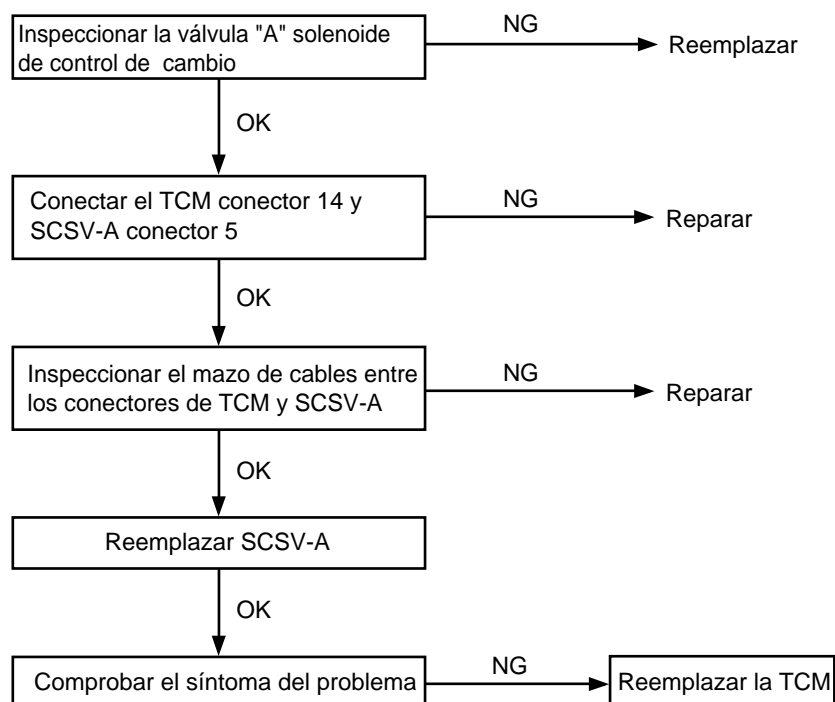 Inspeccionar la válvula "A" solenoide
de control de cambio
NG
Reemplazar
OK
Conectar el TCM conector 14 y
SCSV-A conector 5
NG
Reparar
OK
Inspeccionar el mazo de cables entre
los conectores de TCM y SCSV-A
NG
Reparar
OK
Reemplazar SCSV-A
OK
Comprobar el síntoma del problema
NG
Reemplazar la TCM